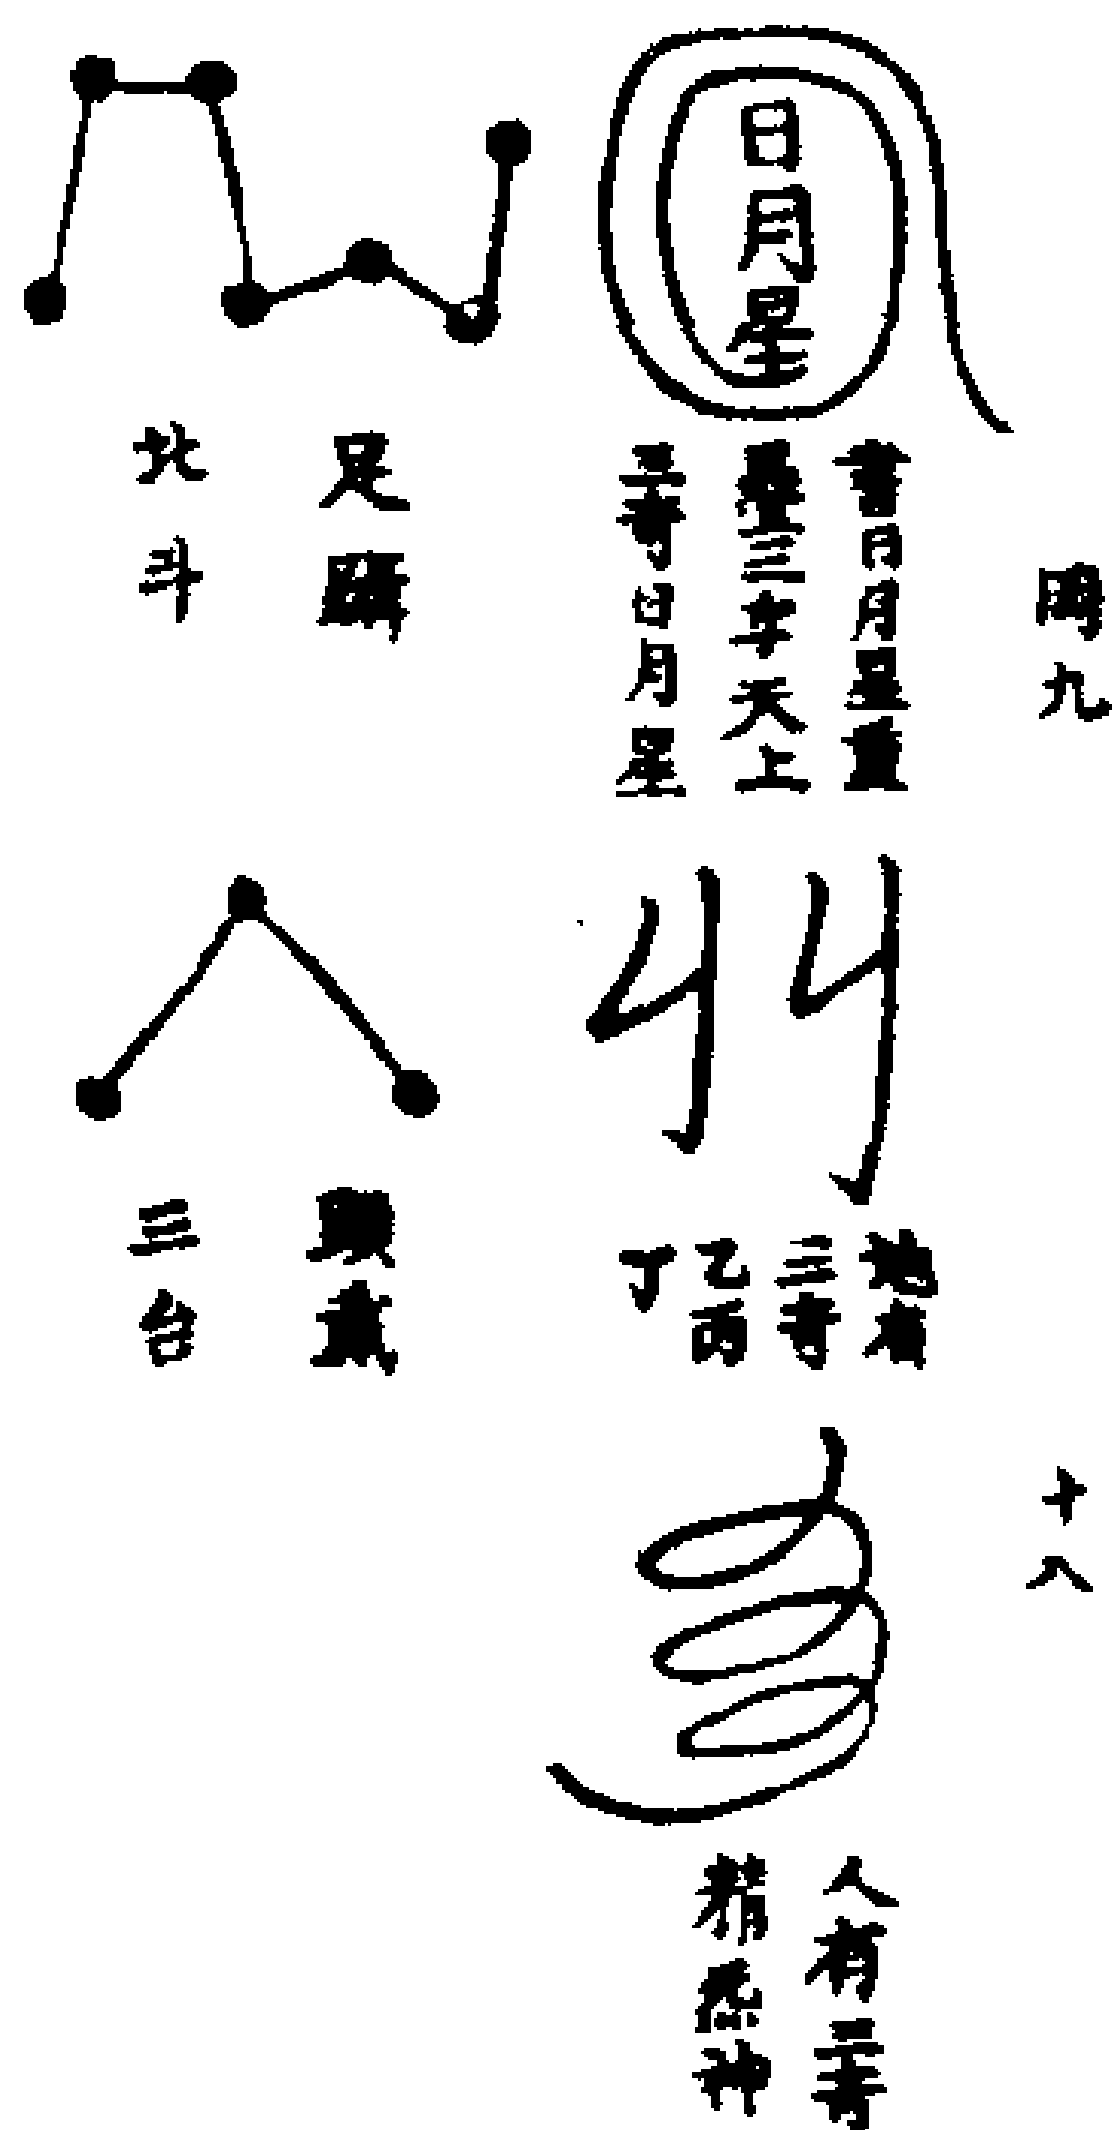 九
十八
日月星
書日月星重
疊三字天上
三奇日月星
地有
三奇
乙丙
丁
人有三奇
精炁神
足躡
北斗
頭戴
三台